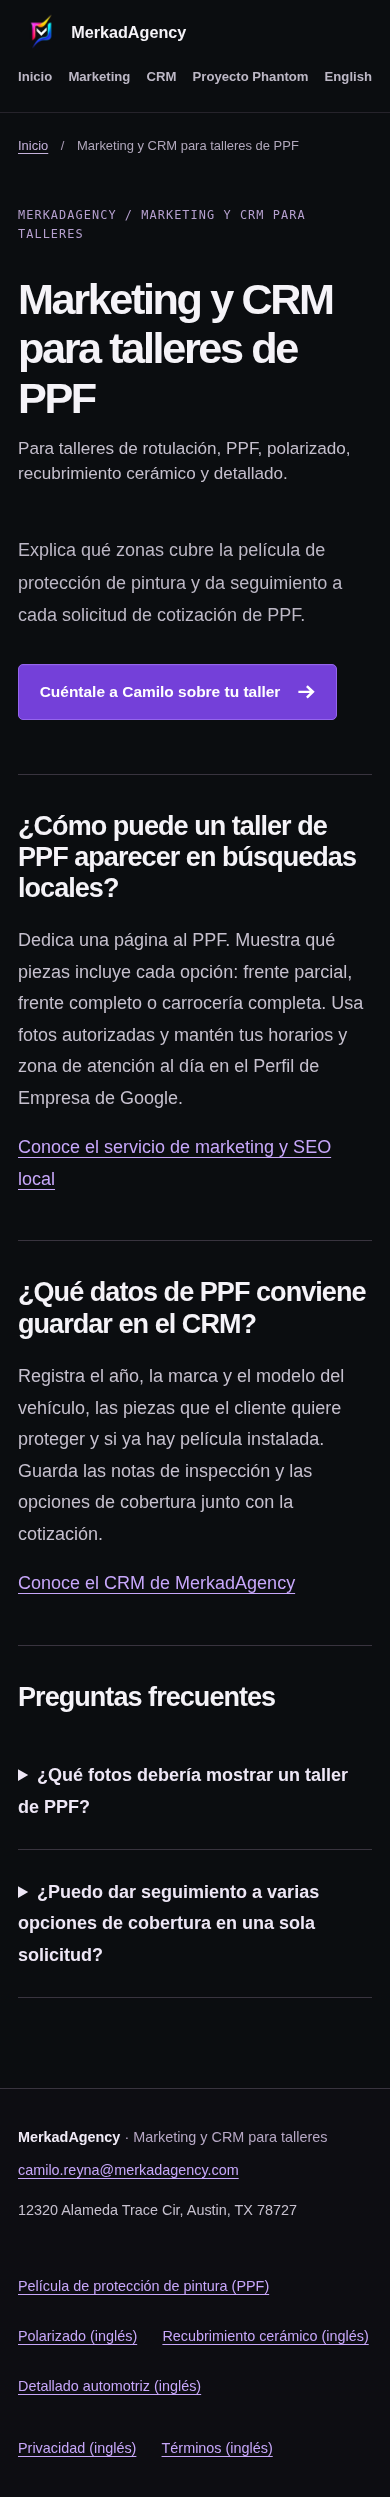 MerkadAgency
Inicio Marketing CRM Proyecto Phantom English
Inicio / Marketing y CRM para talleres de PPF
MERKADAGENCY / MARKETING Y CRM PARA
TALLERES
Marketing y CRM
para talleres de
PPF
Para talleres de rotulación, PPF, polarizado,
recubrimiento cerámico y detallado.
Explica qué zonas cubre la película de
protección de pintura y da seguimiento a
cada solicitud de cotización de PPF.
Cuéntale a Camilo sobre tu taller →
¿Cómo puede un taller de
PPF aparecer en búsquedas
locales?
Dedica una página al PPF. Muestra qué
piezas incluye cada opción: frente parcial,
frente completo o carrocería completa. Usa
fotos autorizadas y mantén tus horarios y
zona de atención al día en el Perfil de
Empresa de Google.
Conoce el servicio de marketing y SEO
local
¿Qué datos de PPF conviene
guardar en el CRM?
Registra el año, la marca y el modelo del
vehículo, las piezas que el cliente quiere
proteger y si ya hay película instalada.
Guarda las notas de inspección y las
opciones de cobertura junto con la
cotización.
Conoce el CRM de MerkadAgency
Preguntas frecuentes
¿Qué fotos debería mostrar un taller
de PPF?
¿Puedo dar seguimiento a varias
opciones de cobertura en una sola
solicitud?
MerkadAgency · Marketing y CRM para talleres
camilo.reyna@merkadagency.com
12320 Alameda Trace Cir, Austin, TX 78727
Película de protección de pintura (PPF)
Polarizado (inglés) Recubrimiento cerámico (inglés)
Detallado automotriz (inglés)
Privacidad (inglés) Términos (inglés)